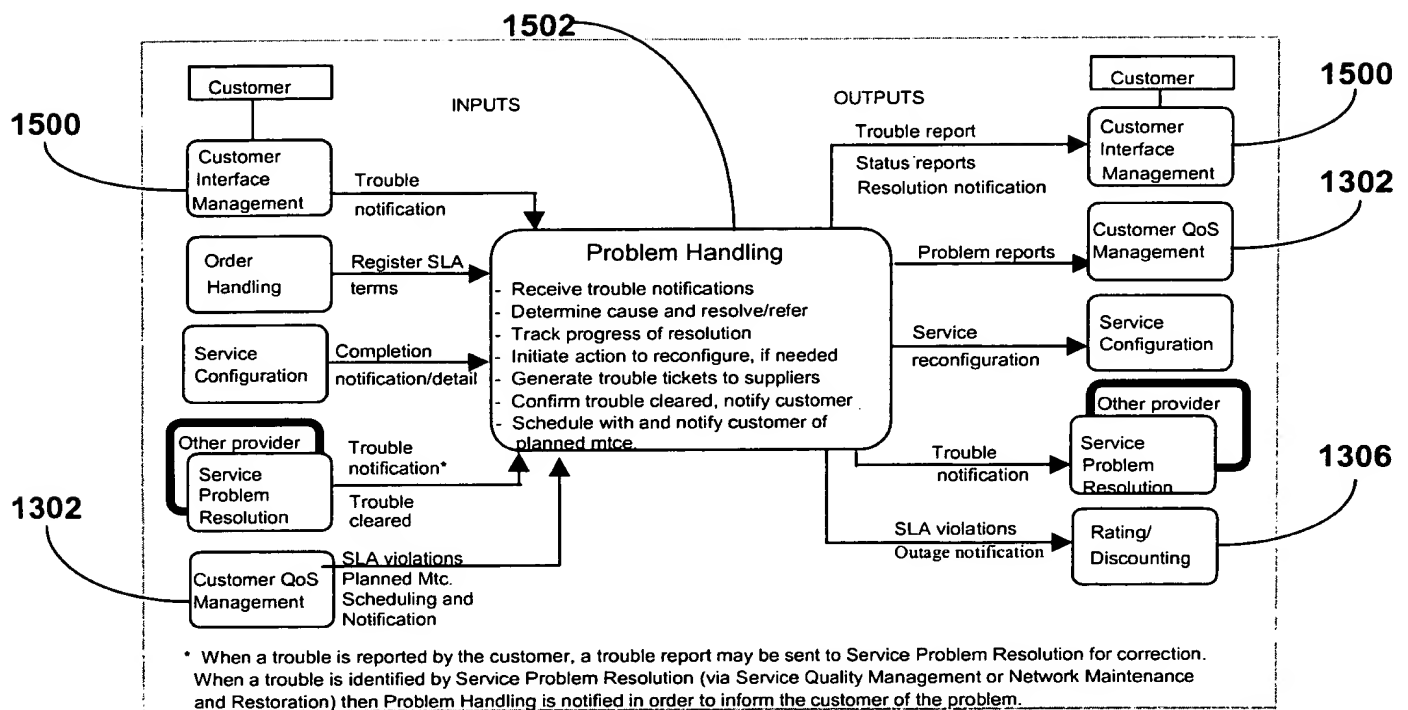 1502
Customer
INPUTS
OUTPUTS
Customer
1500
1500
Customer
Interface
Management
Trouble
notification
Trouble report
Status reports
Resolution notification
Customer
Interface
Management
1302
Order
Handling
Register SLA
terms
Problem Handling
- Receive trouble notifications
- Determine cause and resolve/refer
- Track progress of resolution
- Initiate action to reconfigure, if needed
- Generate trouble tickets to suppliers
- Confirm trouble cleared, notify customer
- Schedule with and notify customer of
planned mtce.
Problem reports
Customer QoS
Management
Service
Configuration
Completion
notification/detail
Service
reconfiguration
Service
Configuration
Other provider
Service
Problem
Resolution
Trouble
notification*
Trouble
cleared
Trouble
notification
Other provider
Service
Problem
Resolution
1306
1302
Customer QoS
Management
SLA violations
Planned Mtc.
Scheduling and
Notification
SLA violations
Outage notification
Rating/
Discounting
* When a trouble is reported by the customer, a trouble report may be sent to Service Problem Resolution for correction.
When a trouble is identified by Service Problem Resolution (via Service Quality Management or Network Maintenance
and Restoration) then Problem Handling is notified in order to inform the customer of the problem.